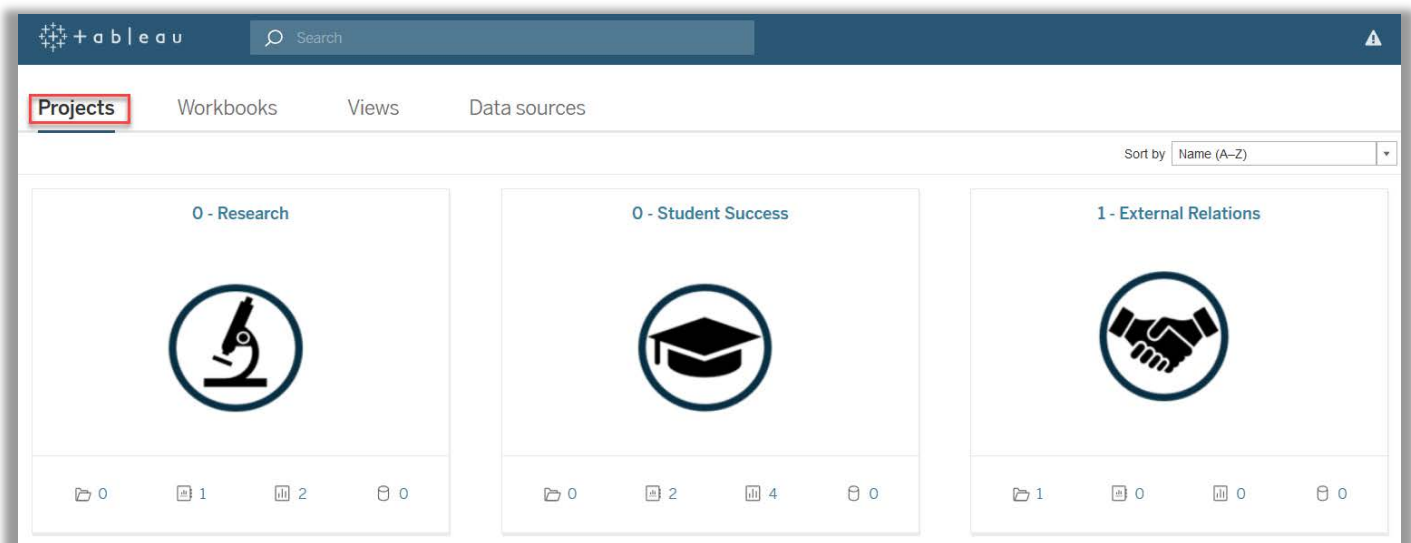 + a b l e a u Search
Projects Workbooks Views Data sources
Sort by Name (A–Z)
0 - Research 0 - Student Success 1 - External Relations
0 1 2 0 0 2 4 0 1 0 0 0